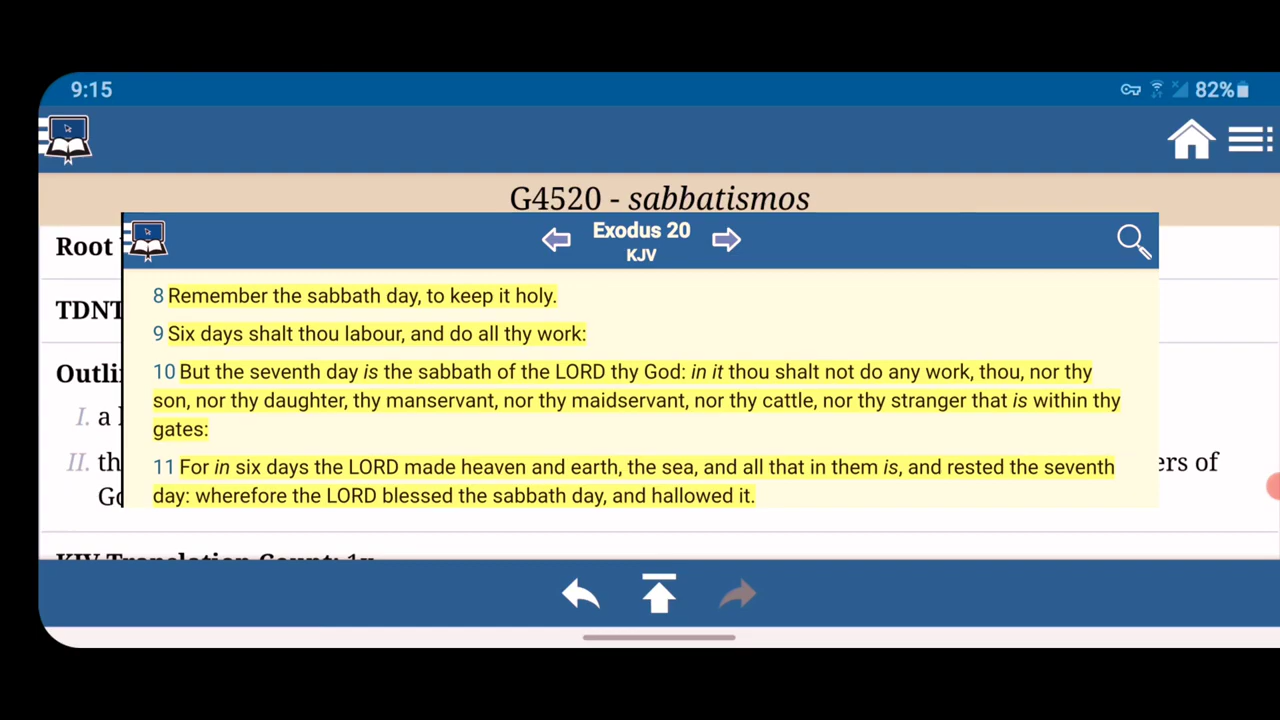 9:15
82%
G4520 - sabbatismos
Root
Exodus 20
KJV
8 Remember the sabbath day, to keep it holy.
TDNT
9 Six days shalt thou labour, and do all thy work:
Outli
10 But the seventh day is the sabbath of the LORD thy God: in it thou shalt not do any work, thou, nor thy
son, nor thy daughter, thy manservant, nor thy maidservant, nor thy cattle, nor thy stranger that is within thy
I. a
gates:
II. th
ers of
11 For in six days the LORD made heaven and earth, the sea, and all that in them is, and rested the seventh
day: wherefore the LORD blessed the sabbath day, and hallowed it.
Go
KJV Translation Count: 1x